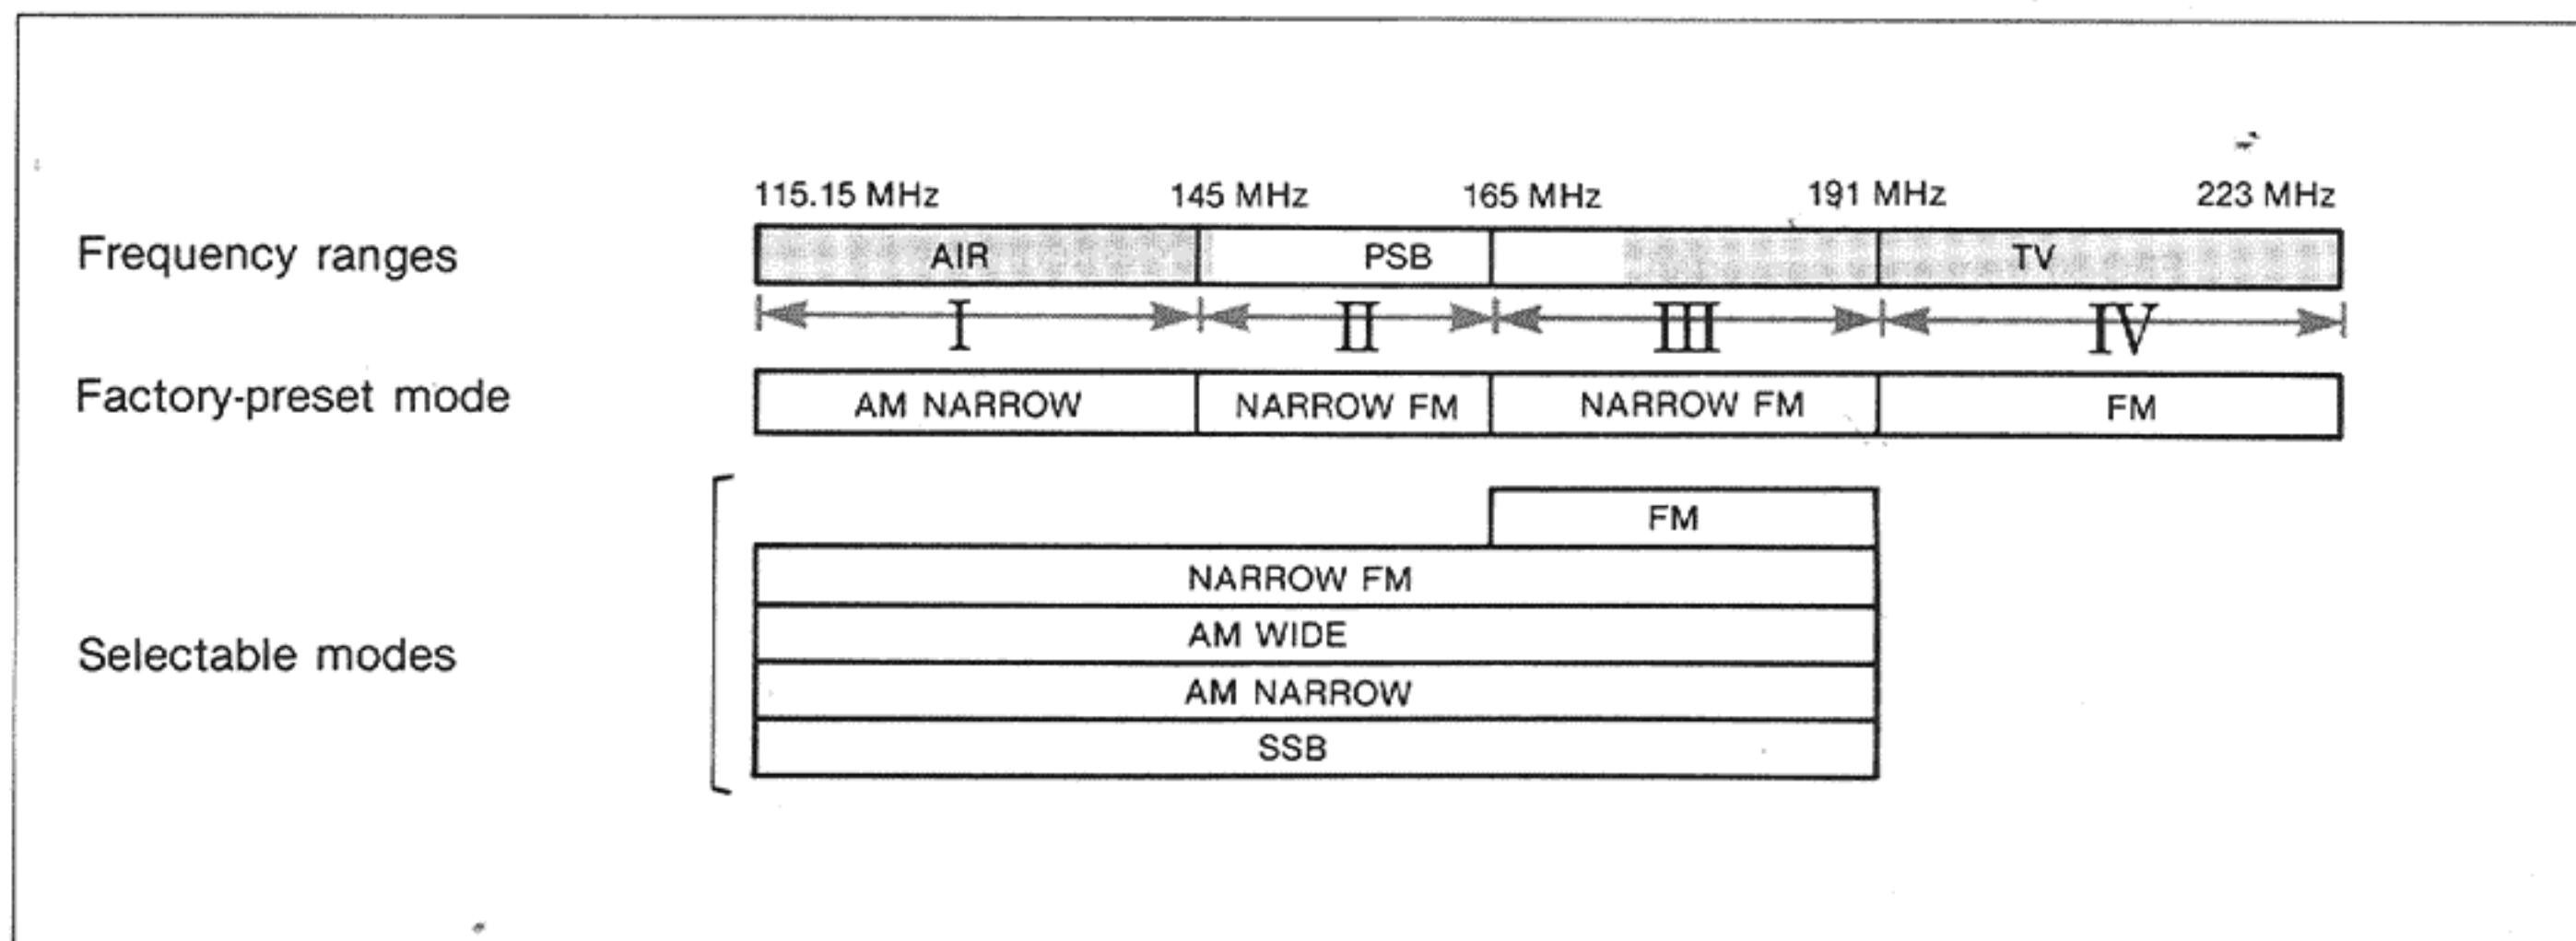 115.15 MHz 145 MHz 165 MHz 191 MHz 223 MHz
Frequency ranges AIR PSB TV
I II III IV
Factory-preset mode AM NARROW NARROW FM NARROW FM FM
FM
NARROW FM
AM WIDE
Selectable modes
AM NARROW
SSB